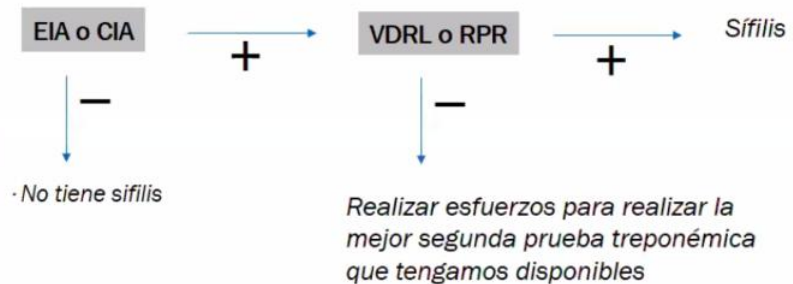 EIA o CIA
+
VDRL o RPR
+
Sífilis
−
−
· No tiene sifilis
Realizar esfuerzos para realizar la
mejor segunda prueba treponémica
que tengamos disponibles